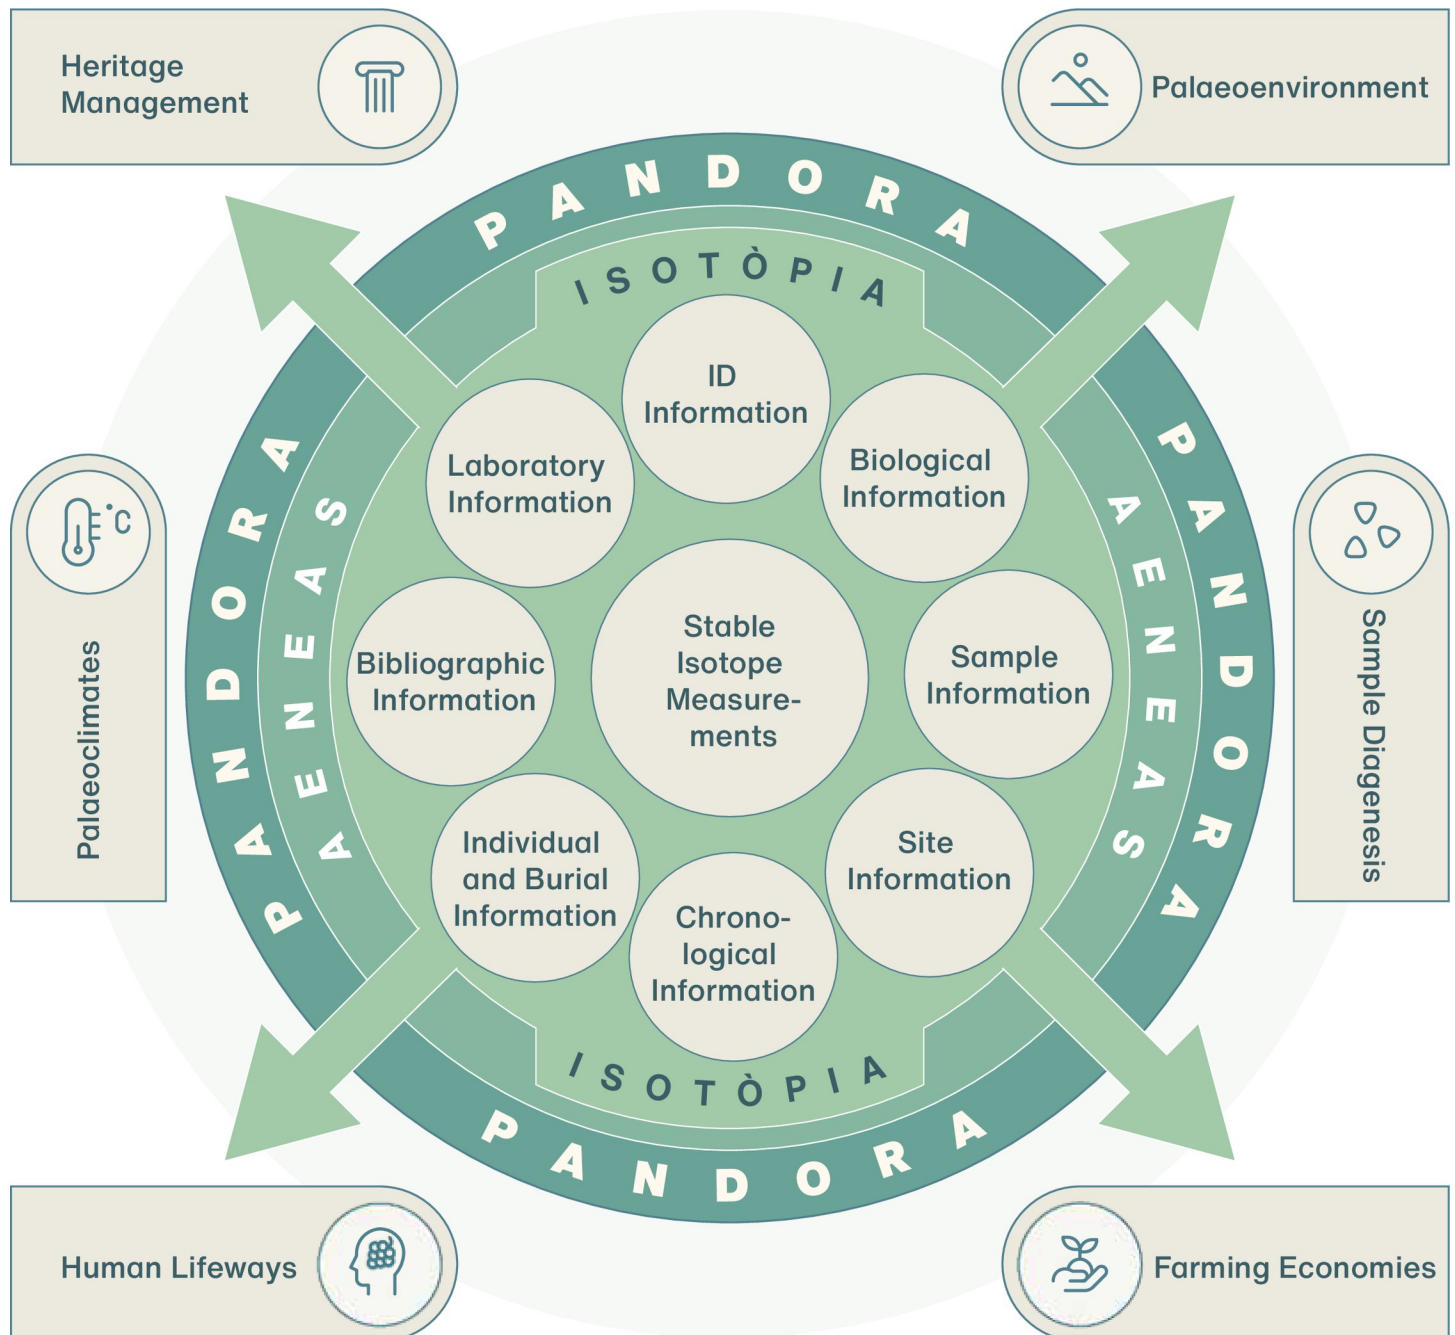 Heritage
Management
Palaeoenvironment
PANDORA
ISOTÒPIA
ID
Information
Laboratory
Information
Biological
Information
PANDORA
AENEAS
Bibliographic
Information
Stable
Isotope
Measure-
ments
Sample
Information
AENEAS
PANDORA
°C
Palaeoclimates
Sample Diagenesis
Individual
and Burial
Information
Site
Information
Chrono-
logical
Information
ISOTÒPIA
PANDORA
Human Lifeways
Farming Economies